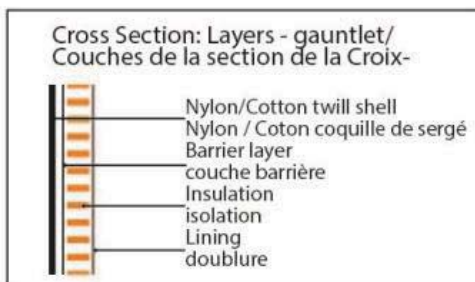 Cross Section: Layers - gauntlet/
Couches de la section de la Croix-
Nylon/Cotton twill shell
Nylon / Coton coquille de sergé
Barrier layer
couche barrière
Insulation
isolation
Lining
doublure